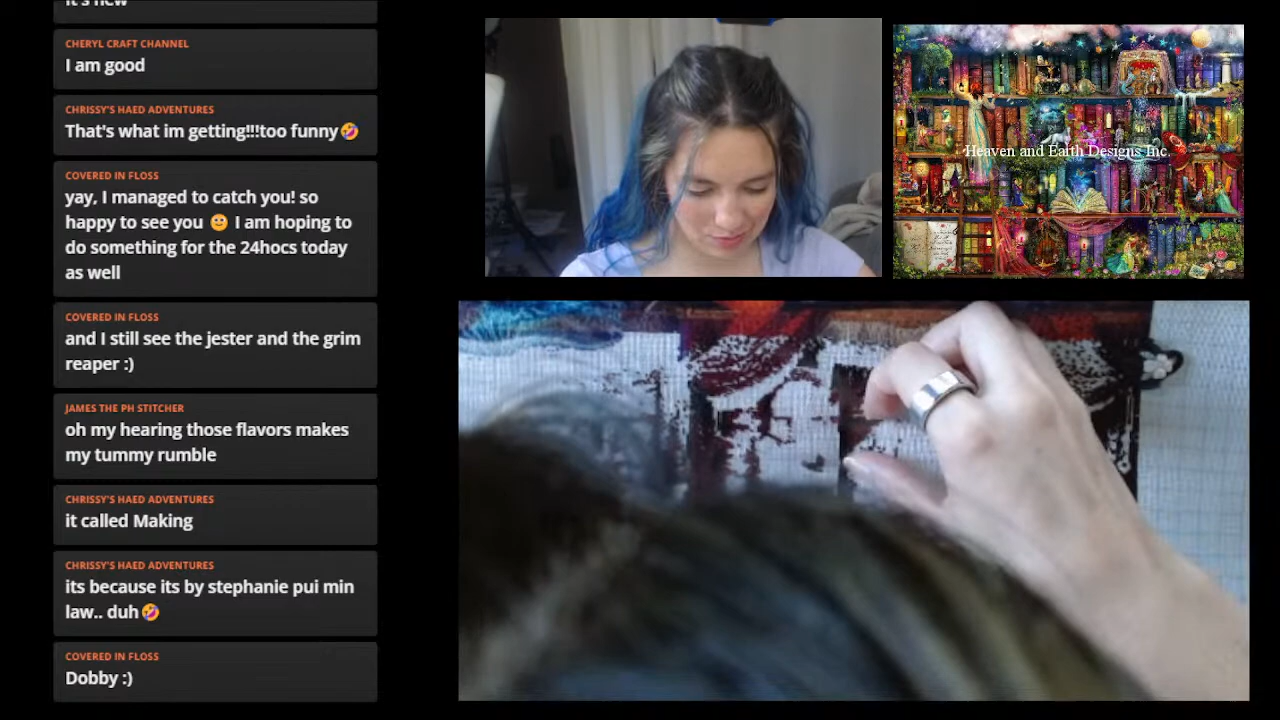 it's new
CHERYL CRAFT CHANNEL
I am good
CHRISSY'S HAED ADVENTURES
That's what im getting!!!too funny🤣
COVERED IN FLOSS
yay, I managed to catch you! so
happy to see you 🙂 I am hoping to
do something for the 24hocs today
as well
COVERED IN FLOSS
and I still see the jester and the grim
reaper :)
JAMES THE PH STITCHER
oh my hearing those flavors makes
my tummy rumble
CHRISSY'S HAED ADVENTURES
it called Making
CHRISSY'S HAED ADVENTURES
its because its by stephanie pui min
law.. duh🤣
COVERED IN FLOSS
Dobby :)
Heaven and Earth Designs Inc.